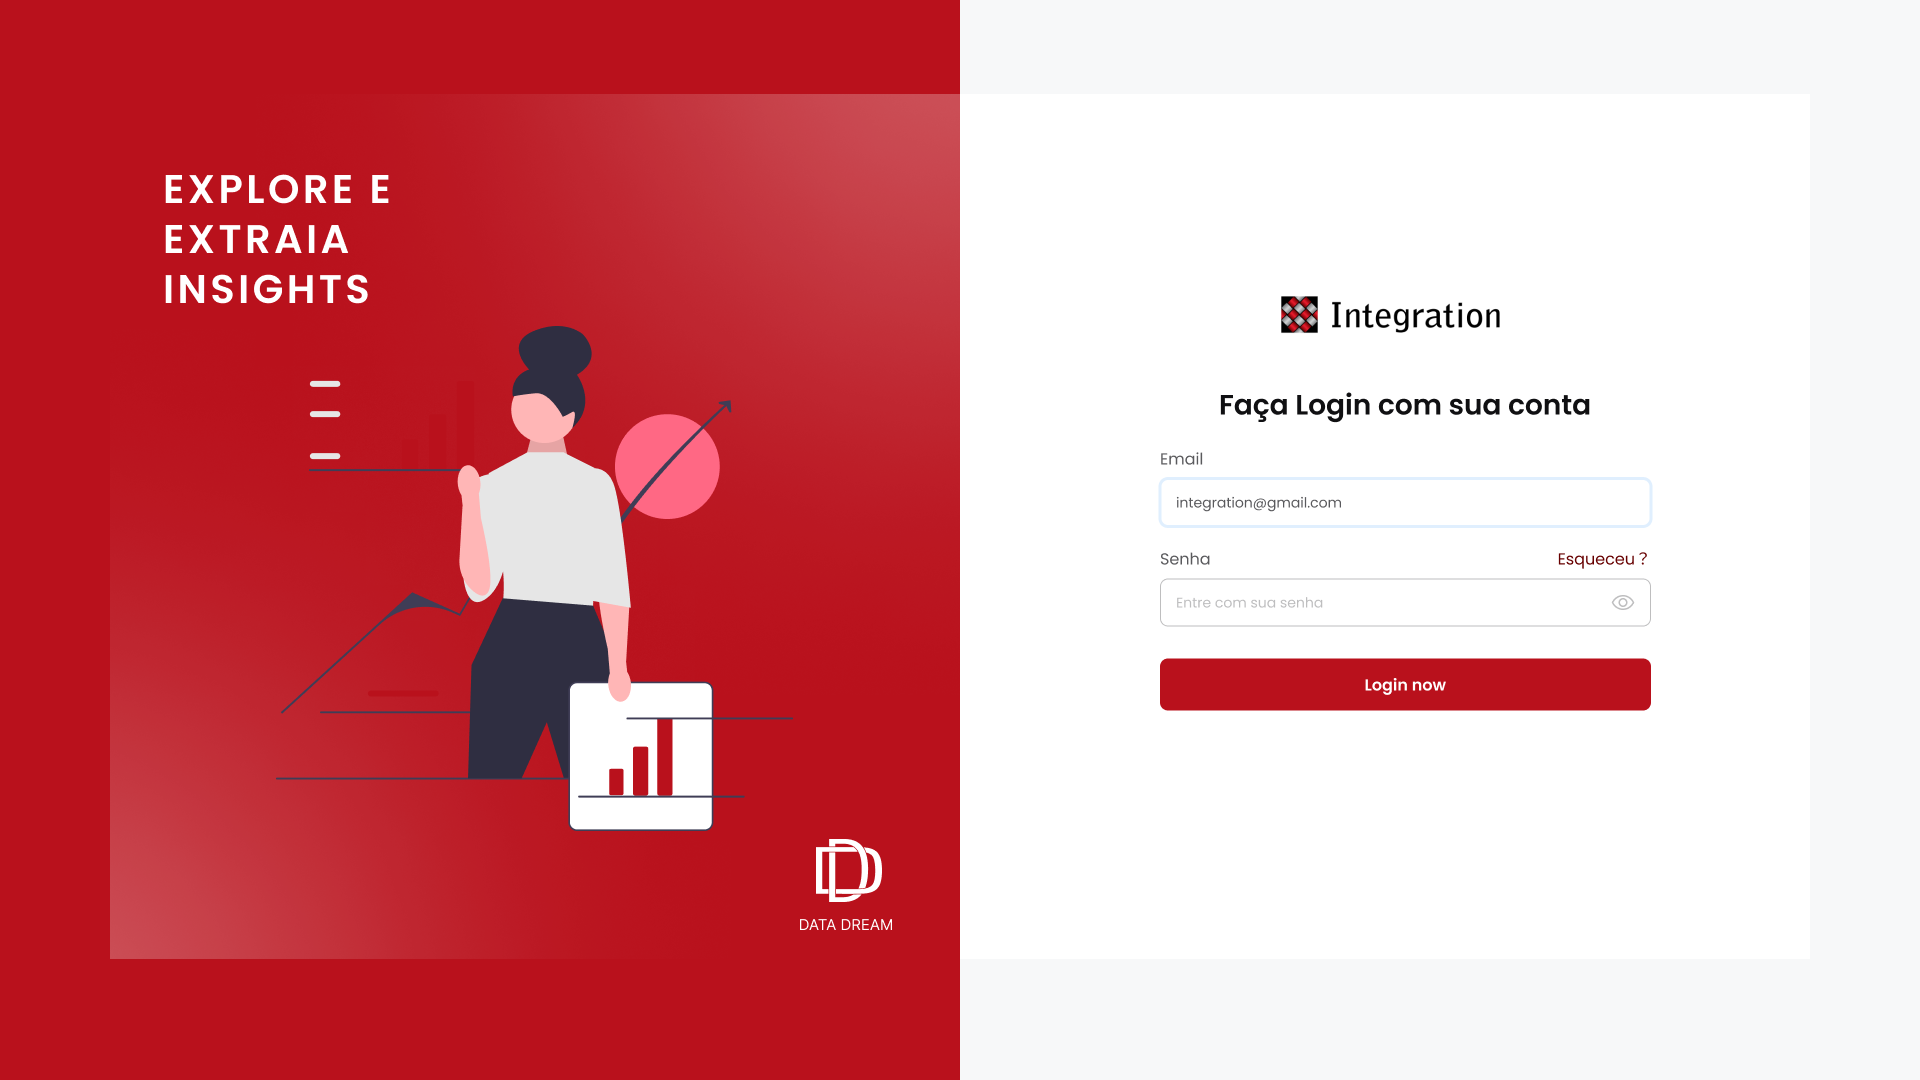 EXPLORE E
EXTRAIA
INSIGHTS
DATA DREAM
Integration
Faça Login com sua conta
Email
integration@gmail.com
Senha
Esqueceu ?
Entre com sua senha
Login now